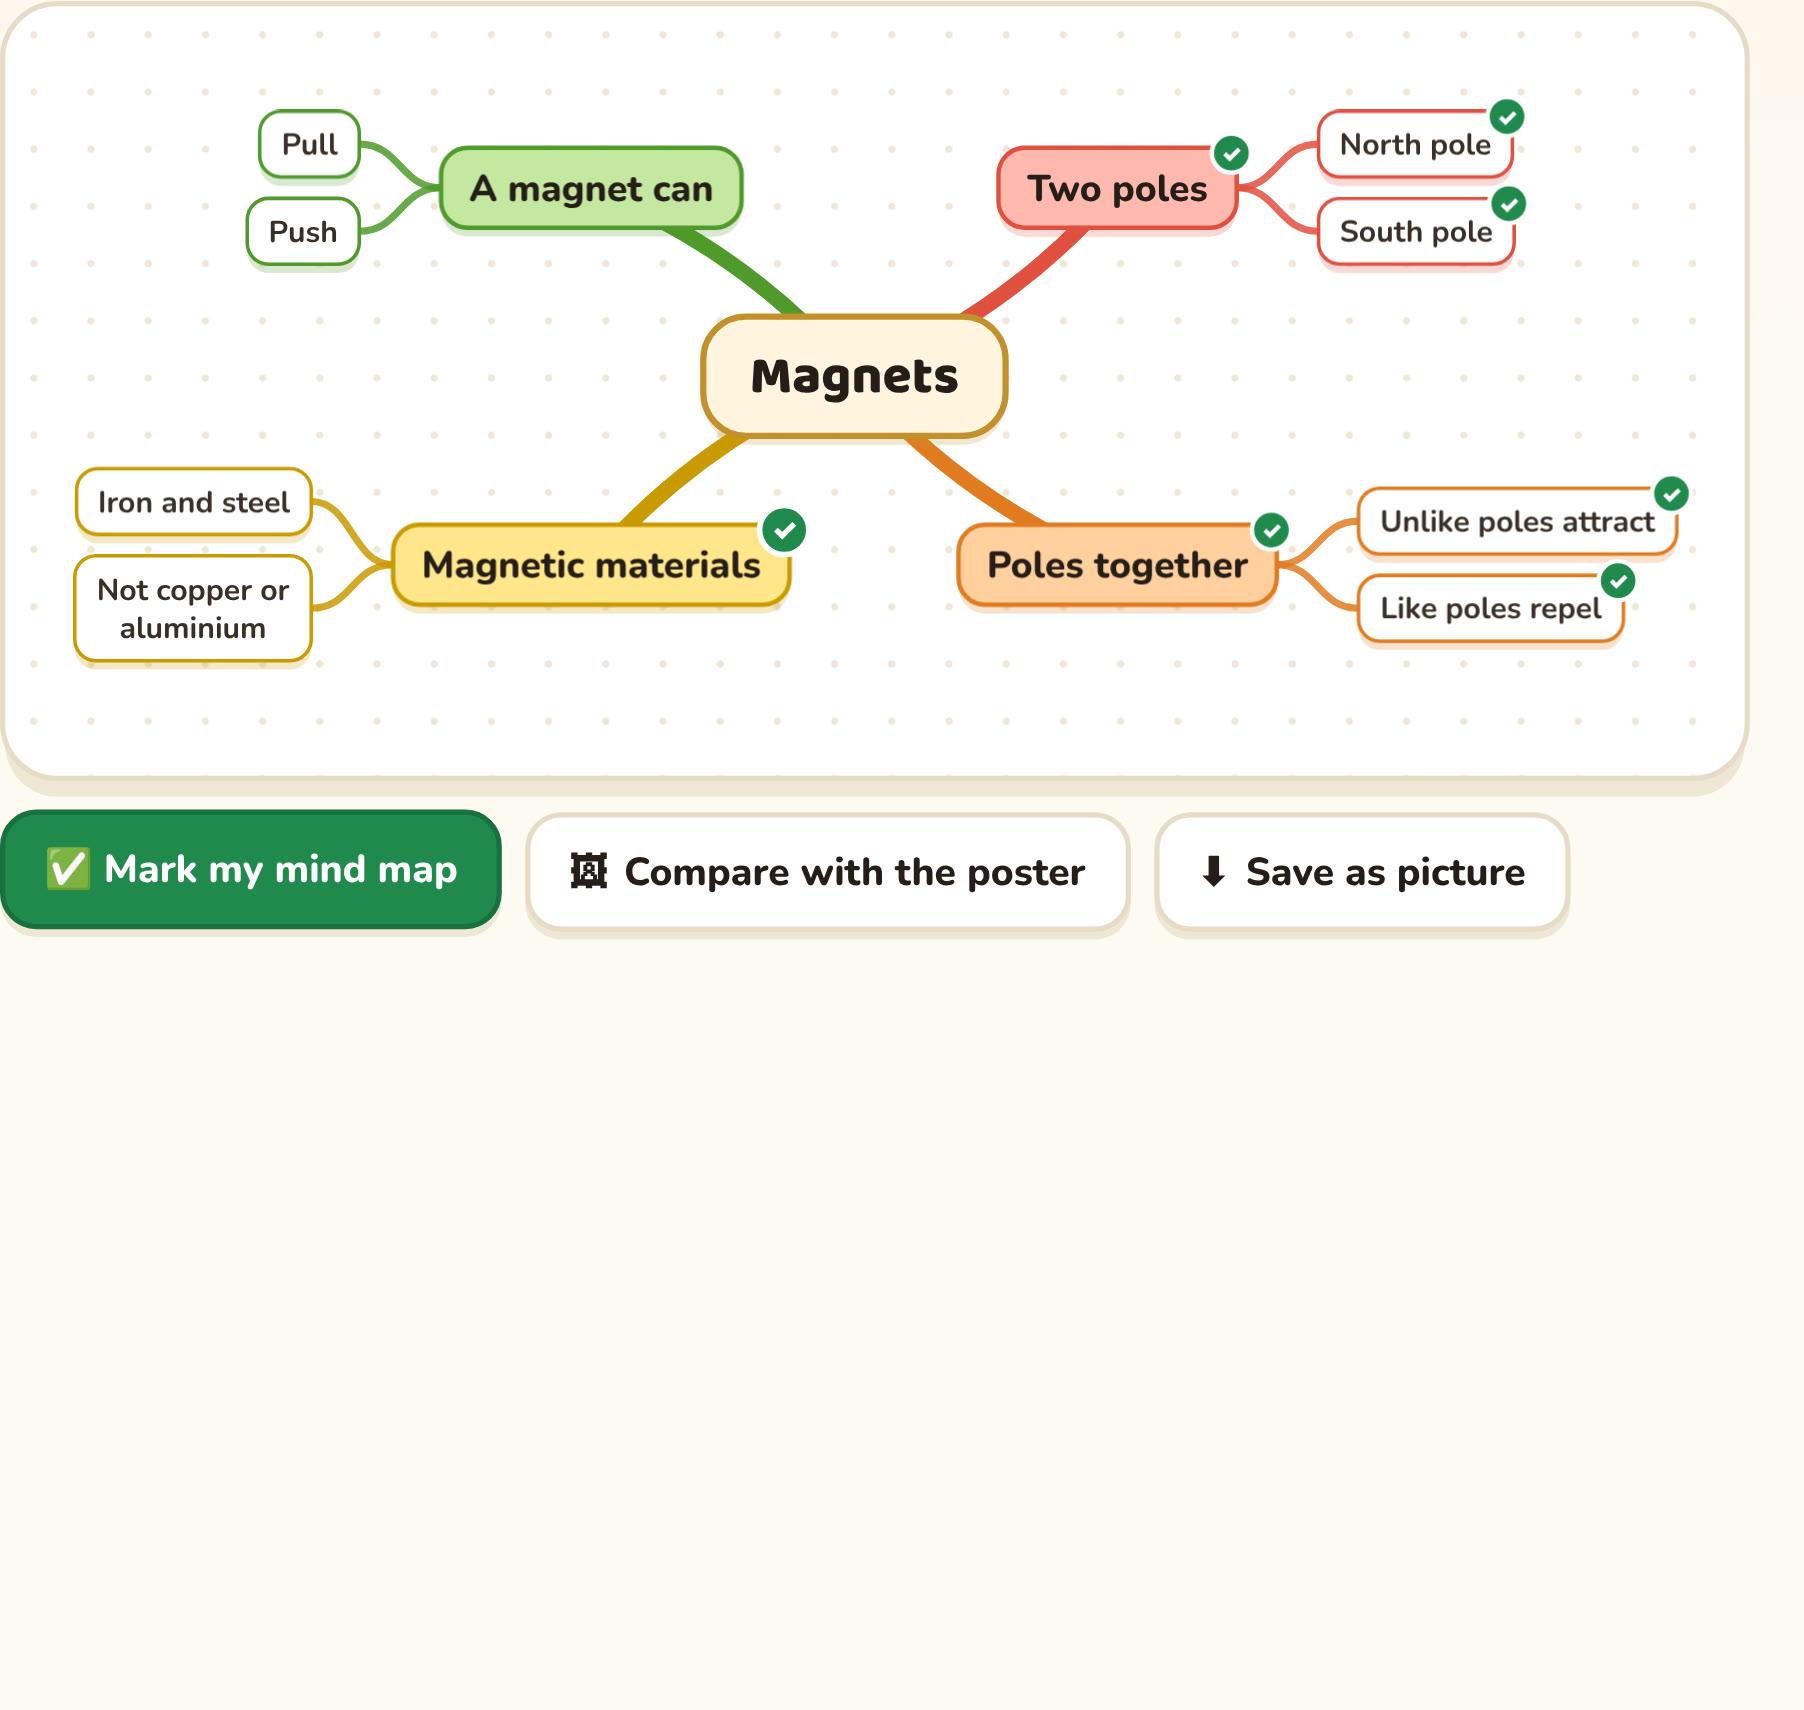 Pull
Push
A magnet can
Two poles
North pole
South pole
Magnets
Iron and steel
Not copper or
aluminium
Magnetic materials
Poles together
Unlike poles attract
Like poles repel
✅ Mark my mind map
🖼 Compare with the poster
⬇ Save as picture